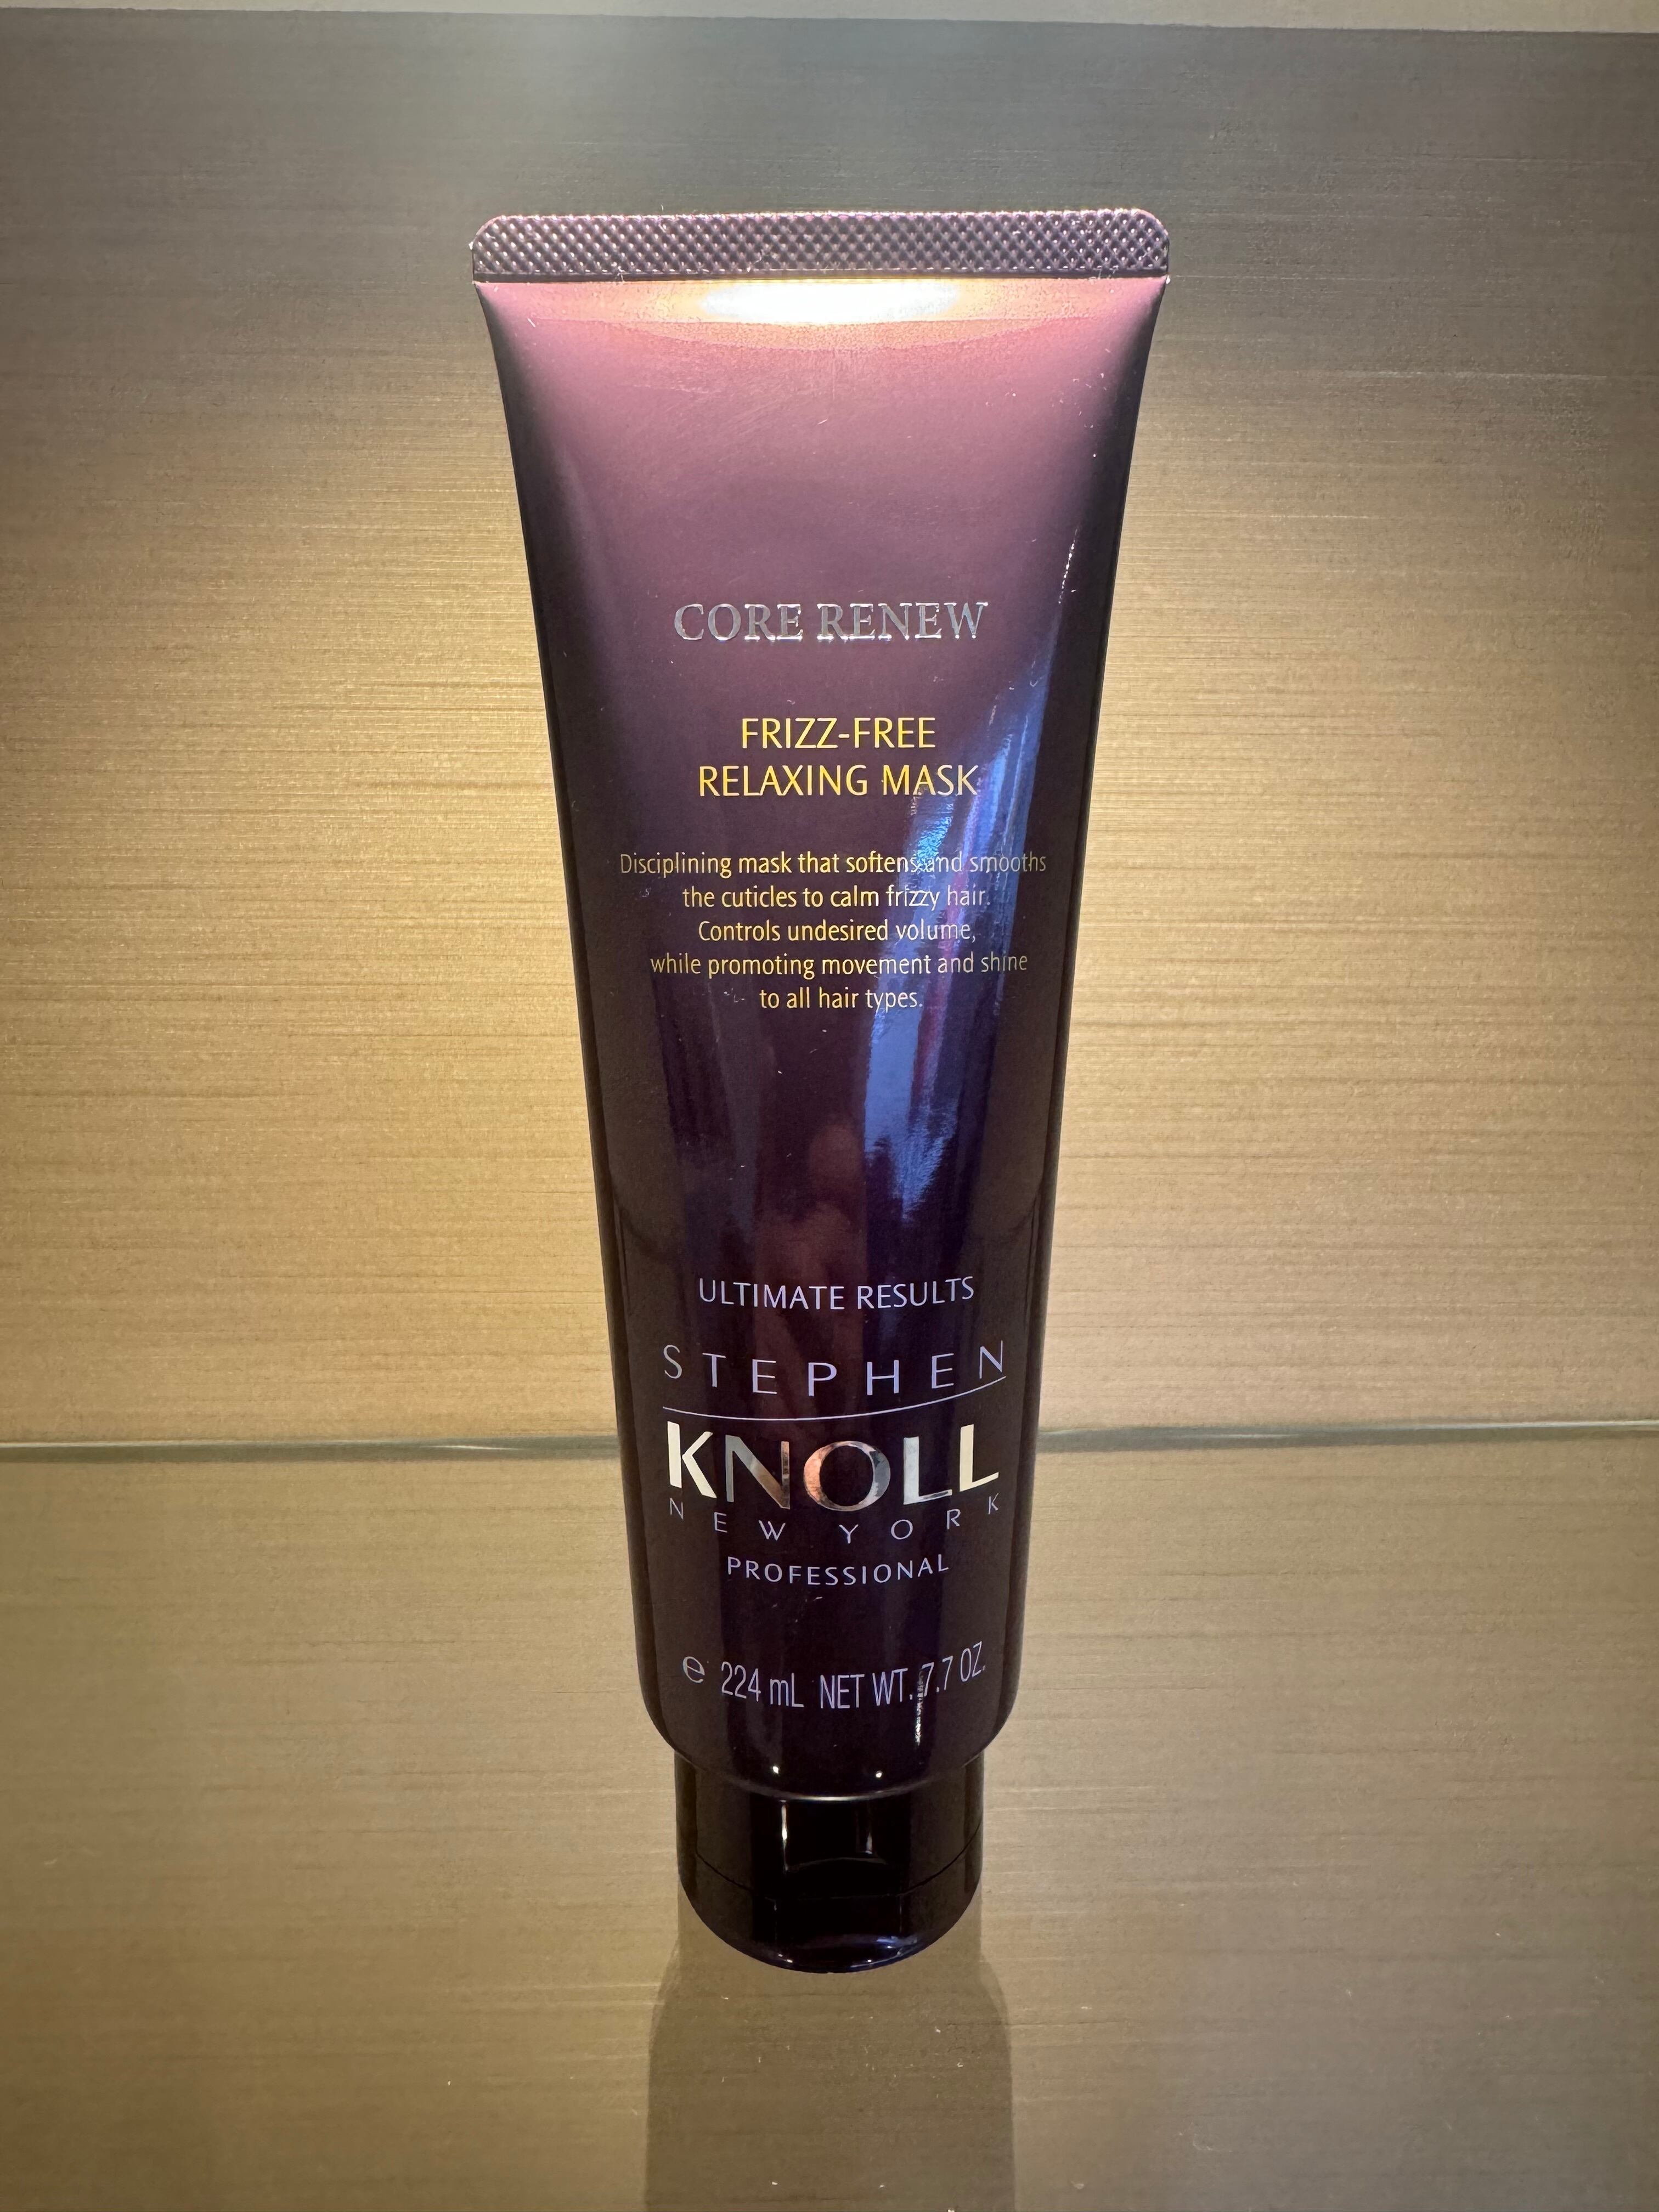 CORE RENEW
FRIZZ-FREE
RELAXING MASK
Disciplining mask that softens and smooths
the cuticles to calm frizzy hair.
Controls undesired volume,
while promoting movement and shine
to all hair types.
ULTIMATE RESULTS
STEPHEN
KNOLL
NEW YORK
PROFESSIONAL
℮ 224 mL NET WT. 7.7 OZ.